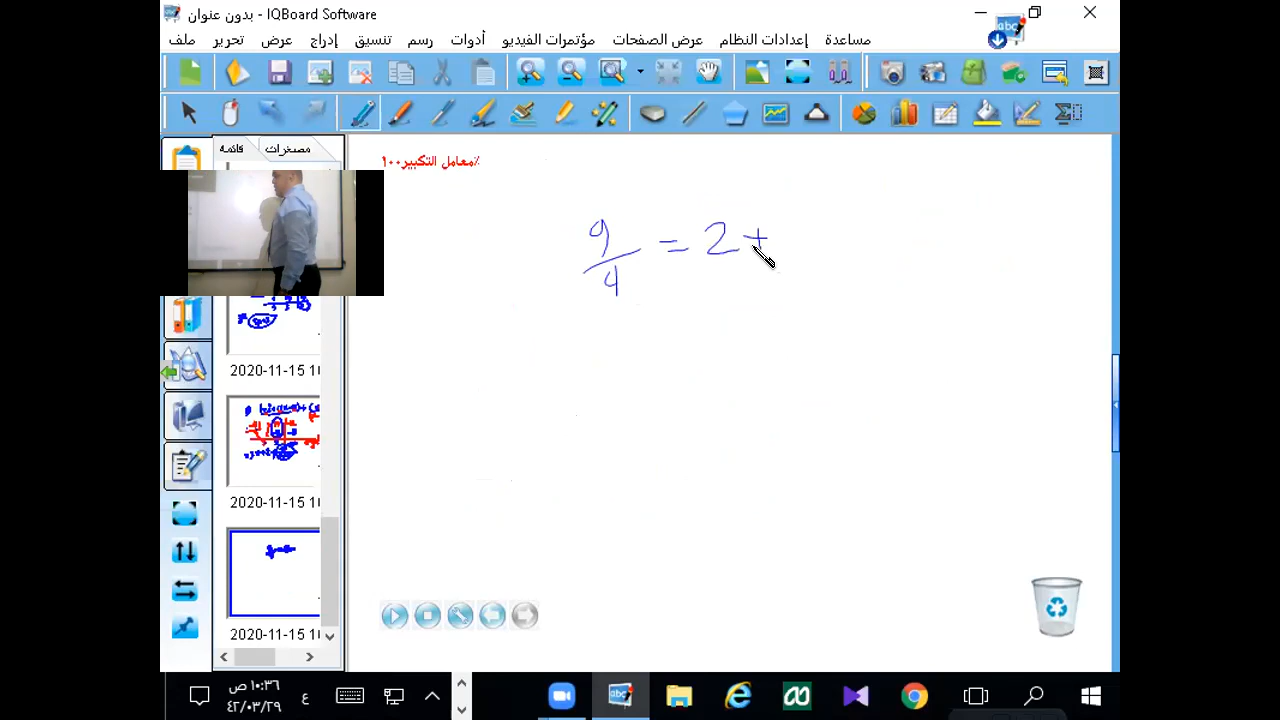 بدون عنوان - IQBoard Software
ملف تحرير عرض إدراج تنسيق رسم أدوات مؤتمرات الفيديو عرض الصفحات إعدادات النظام مساعدة
قائمة مصغرات
معامل التكبير١٠٠٪
9/4 = 2 +
2020-11-15 1
2020-11-15 1
2020-11-15 1
١٠:٣٦ ص
٤٢/٠٣/٢٩
ع
abc